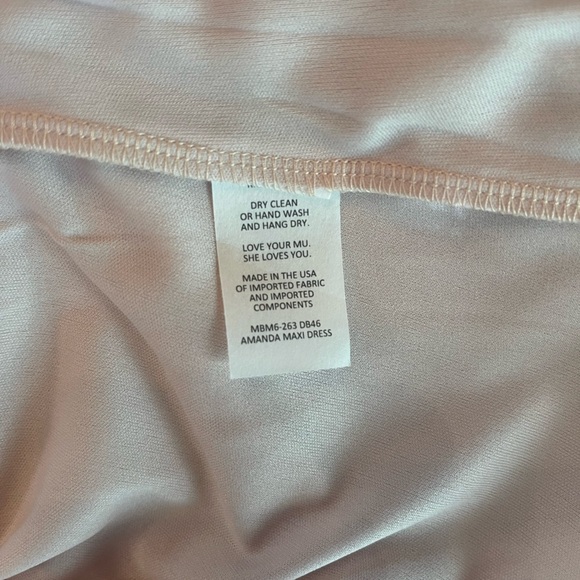 DRY CLEAN
OR HAND WASH
AND HANG DRY.
LOVE YOUR MU.
SHE LOVES YOU.
MADE IN THE USA
OF IMPORTED FABRIC
AND IMPORTED
COMPONENTS
MBM6-263 DB46
AMANDA MAXI DRESS